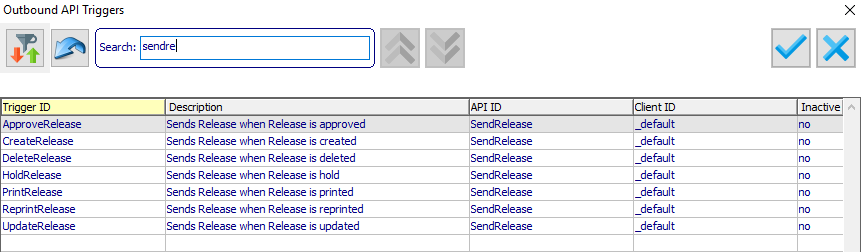 Outbound API Triggers
Search: sendre
Trigger ID Description API ID Client ID Inactive
ApproveRelease Sends Release when Release is approved SendRelease _default no
CreateRelease Sends Release when Release is created SendRelease _default no
DeleteRelease Sends Release when Release is deleted SendRelease _default no
HoldRelease Sends Release when Release is hold SendRelease _default no
PrintRelease Sends Release when Release is printed SendRelease _default no
ReprintRelease Sends Release when Release is reprinted SendRelease _default no
UpdateRelease Sends Release when Release is updated SendRelease _default no